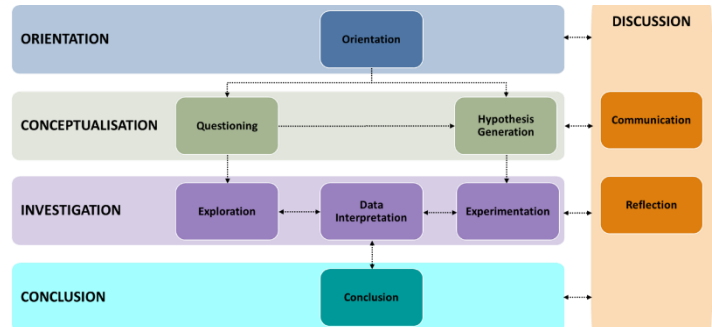 DISCUSSION
ORIENTATION
Orientation
CONCEPTUALISATION
Questioning
Hypothesis
Generation
Communication
INVESTIGATION
Exploration
Data
Interpretation
Experimentation
Reflection
CONCLUSION
Conclusion